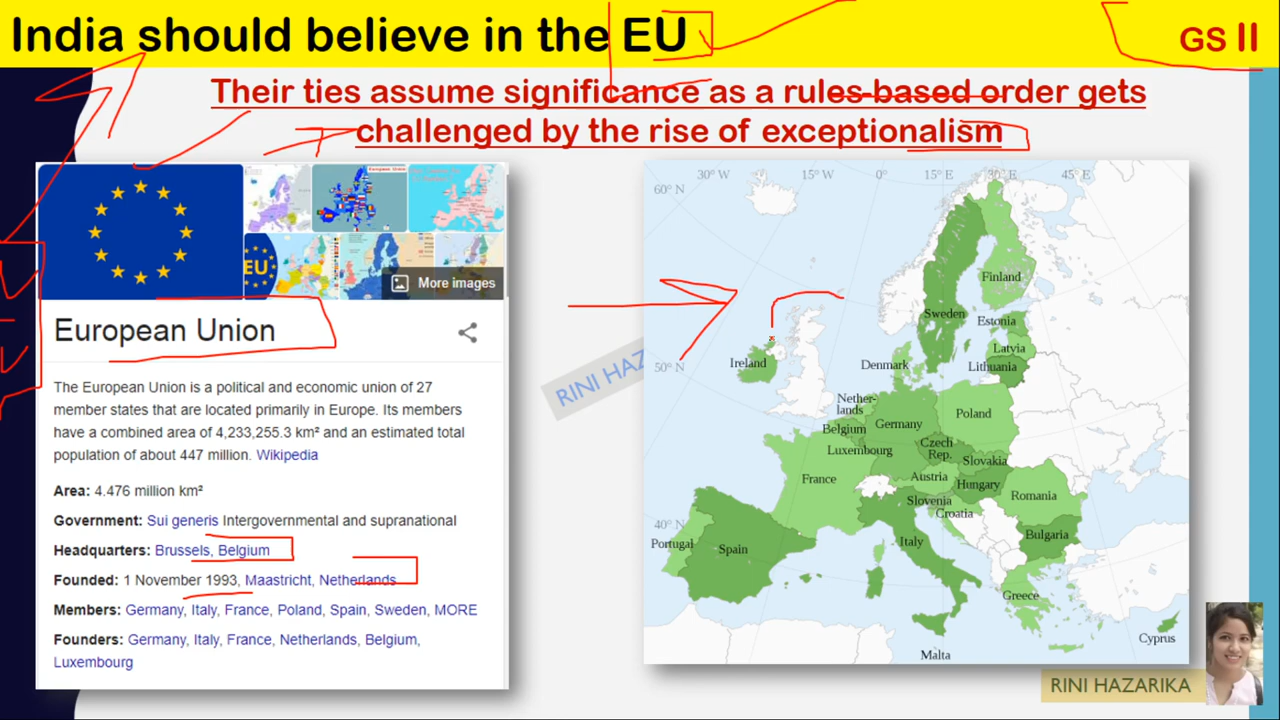 India should believe in the EU
GS II
Their ties assume significance as a rules-based order gets
challenged by the rise of exceptionalism
EU
More images
European Union
The European Union is a political and economic union of 27
member states that are located primarily in Europe. Its members
have a combined area of 4,233,255.3 km² and an estimated total
population of about 447 million. Wikipedia
Area: 4.476 million km²
Government: Sui generis Intergovernmental and supranational
Headquarters: Brussels, Belgium
Founded: 1 November 1993, Maastricht, Netherlands
Members: Germany, Italy, France, Poland, Spain, Sweden, MORE
Founders: Germany, Italy, France, Netherlands, Belgium,
Luxembourg
RINI HAZ
30° W
15° W
0°
15° E
30° E
45° E
60° N
50° N
40° N
Finland
Sweden
Estonia
Latvia
Lithuania
Denmark
Ireland
Nether-
lands
Belgium
Germany
Poland
Luxembourg
Czech
Rep.
Slovakia
France
Austria
Hungary
Slovenia
Croatia
Romania
Italy
Bulgaria
Portugal
Spain
Greece
Malta
Cyprus
RINI HAZARIKA